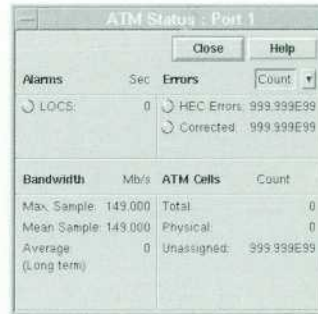 ATM Status : Port 1
Close Help
Alarms Sec Errors Count
LOCS: 0 HEC Errors: 999.999E99
Corrected: 999.999E99
Bandwidth Mb/s ATM Cells Count
Max. Sample: 149.000 Total: 0
Mean Sample: 149.000 Physical: 0
Average 0 Unassigned: 999.999E99
(Long term)